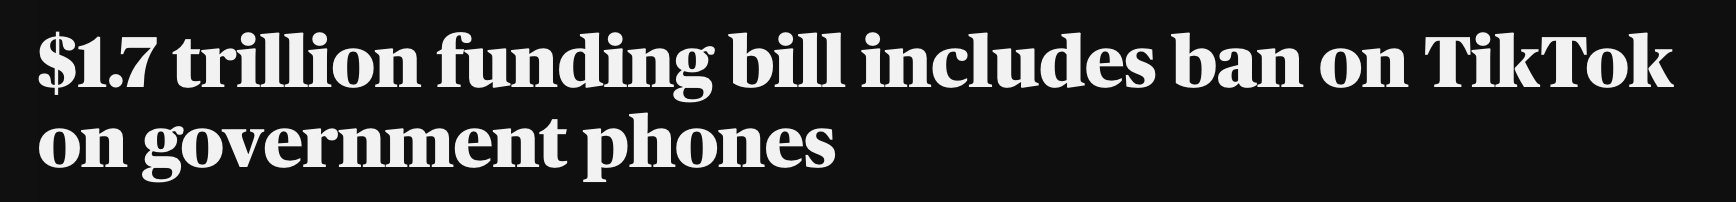 $1.7 trillion funding bill includes ban on TikTok
on government phones